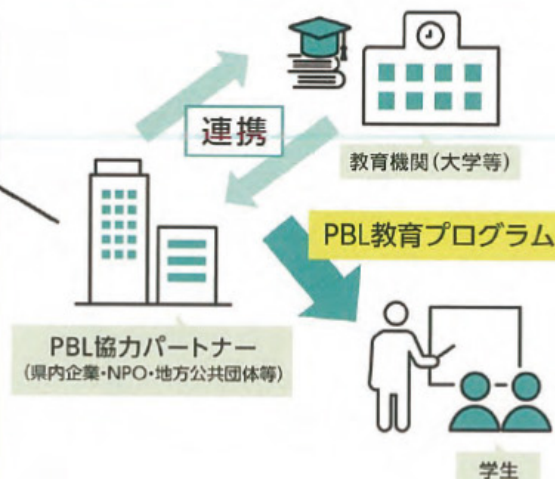 連携
教育機関(大学等)
PBL教育プログラム
PBL協力パートナー
(県内企業・NPO・地方公共団体等)
学生